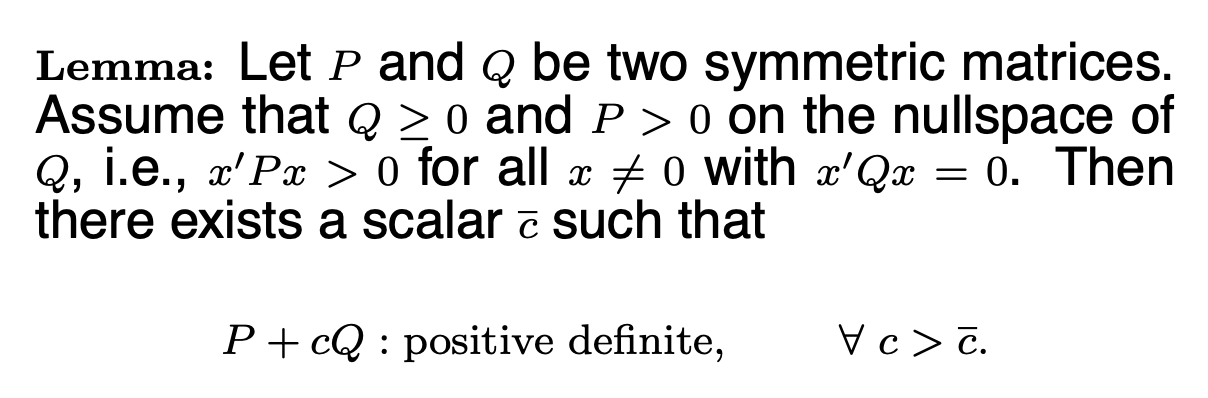 Lemma: Let P and Q be two symmetric matrices.
Assume that Q ≥ 0 and P > 0 on the nullspace of
Q, i.e., x′Px > 0 for all x ≠ 0 with x′Qx = 0. Then
there exists a scalar c̄ such that
P + cQ : positive definite, ∀ c > c̄.